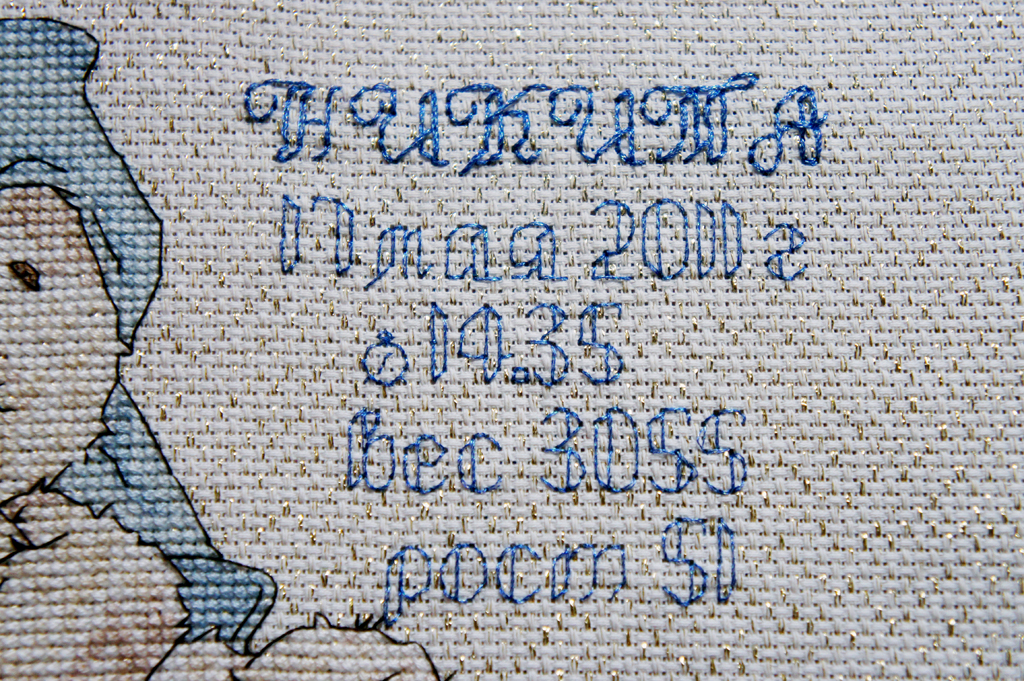 НИКИТА
17 мая 2011 г
в 14.35
вес 3055
рост 51